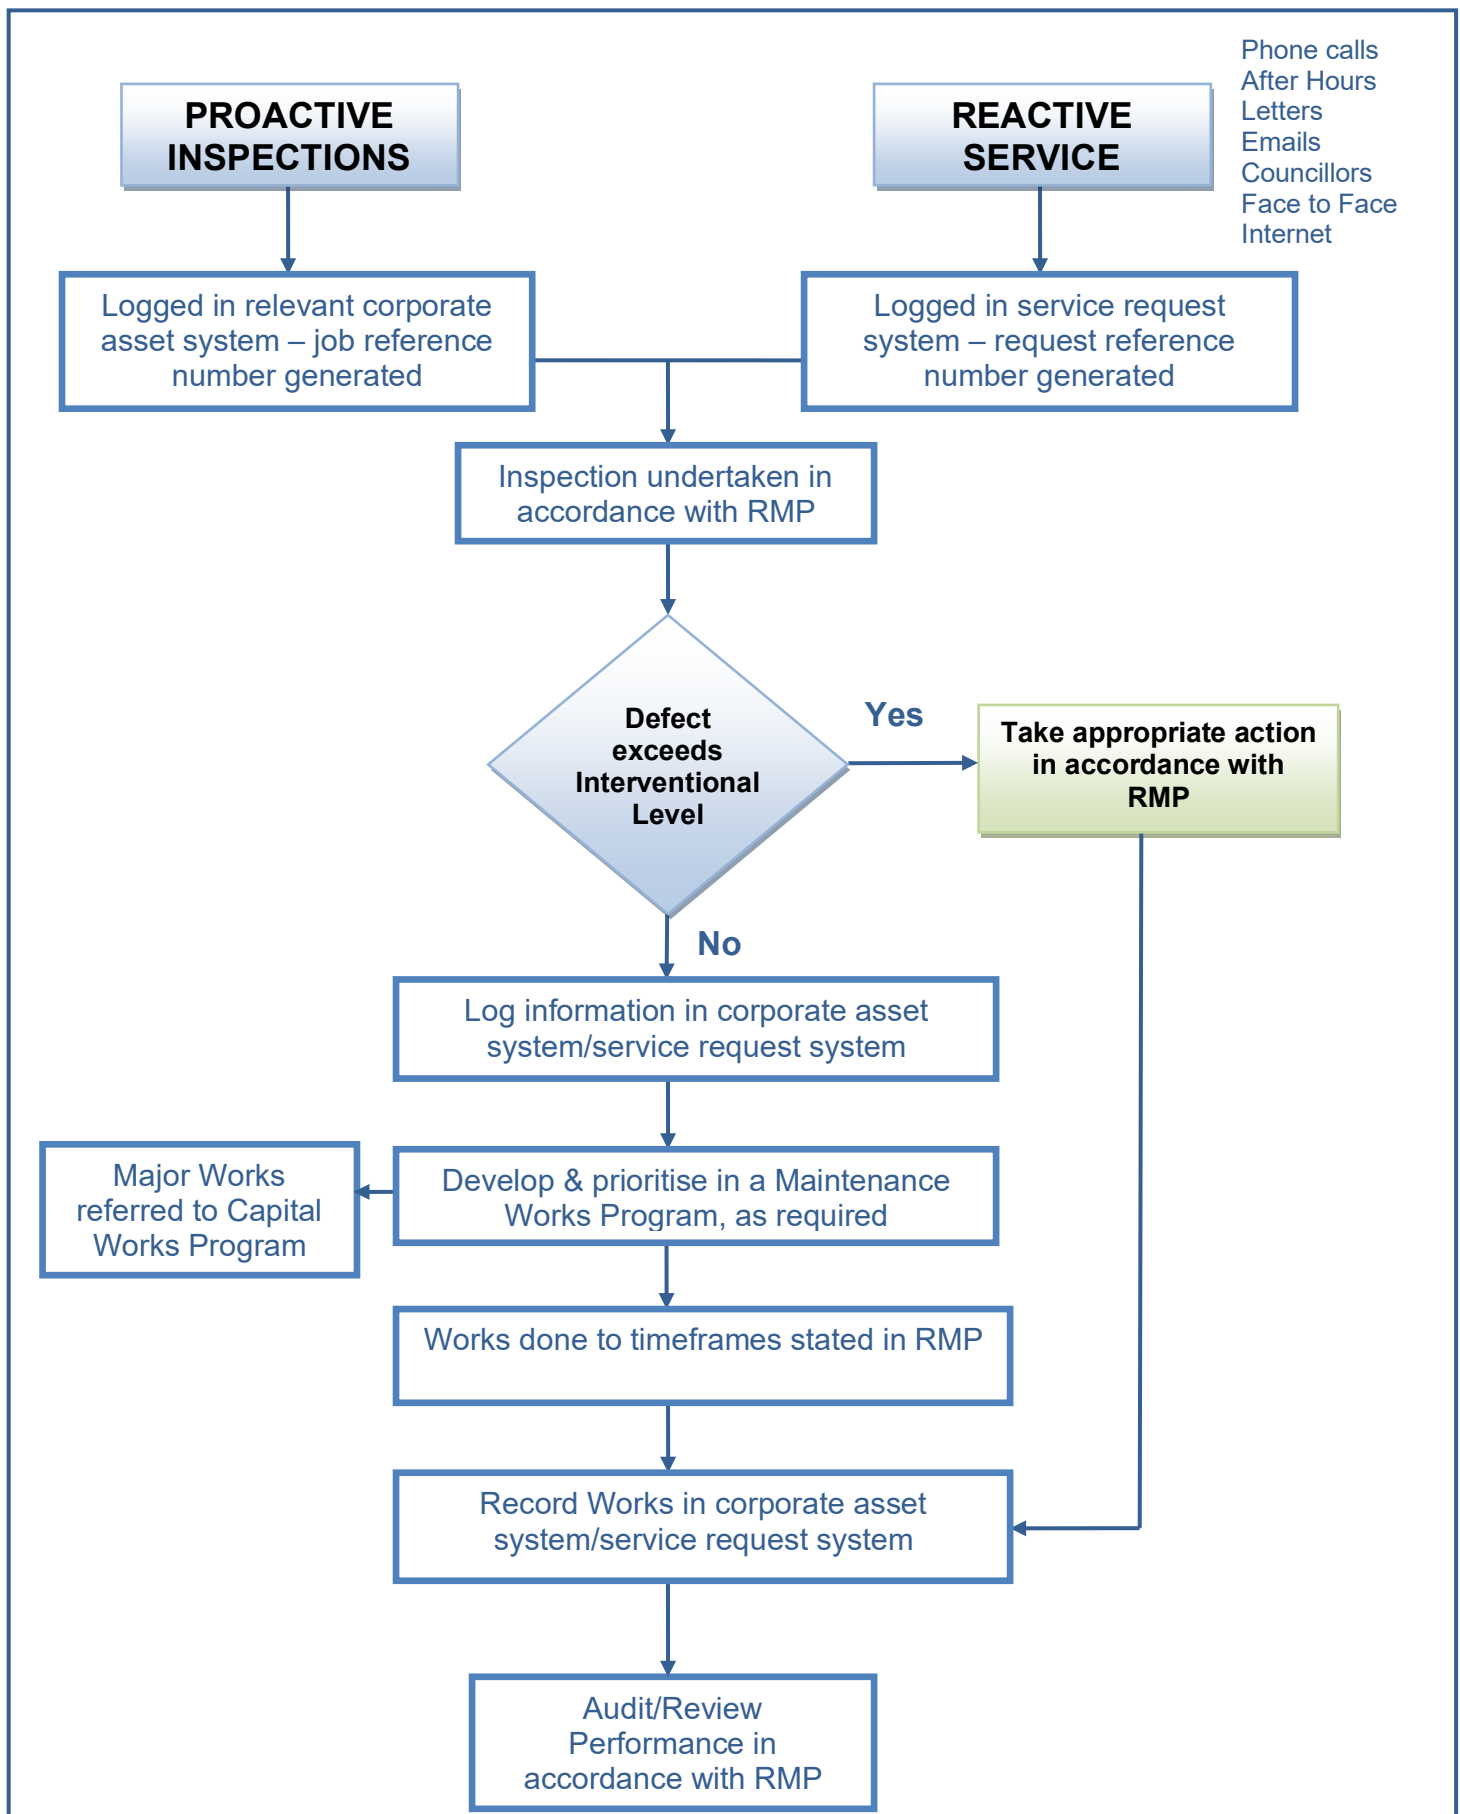 PROACTIVE
INSPECTIONS
REACTIVE
SERVICE
Phone calls
After Hours
Letters
Emails
Councillors
Face to Face
Internet
Logged in relevant corporate
asset system – job reference
number generated
Logged in service request
system – request reference
number generated
Inspection undertaken in
accordance with RMP
Defect
exceeds
Interventional
Level
Yes
Take appropriate action
in accordance with
RMP
No
Log information in corporate asset
system/service request system
Major Works
referred to Capital
Works Program
Develop & prioritise in a Maintenance
Works Program, as required
Works done to timeframes stated in RMP
Record Works in corporate asset
system/service request system
Audit/Review
Performance in
accordance with RMP